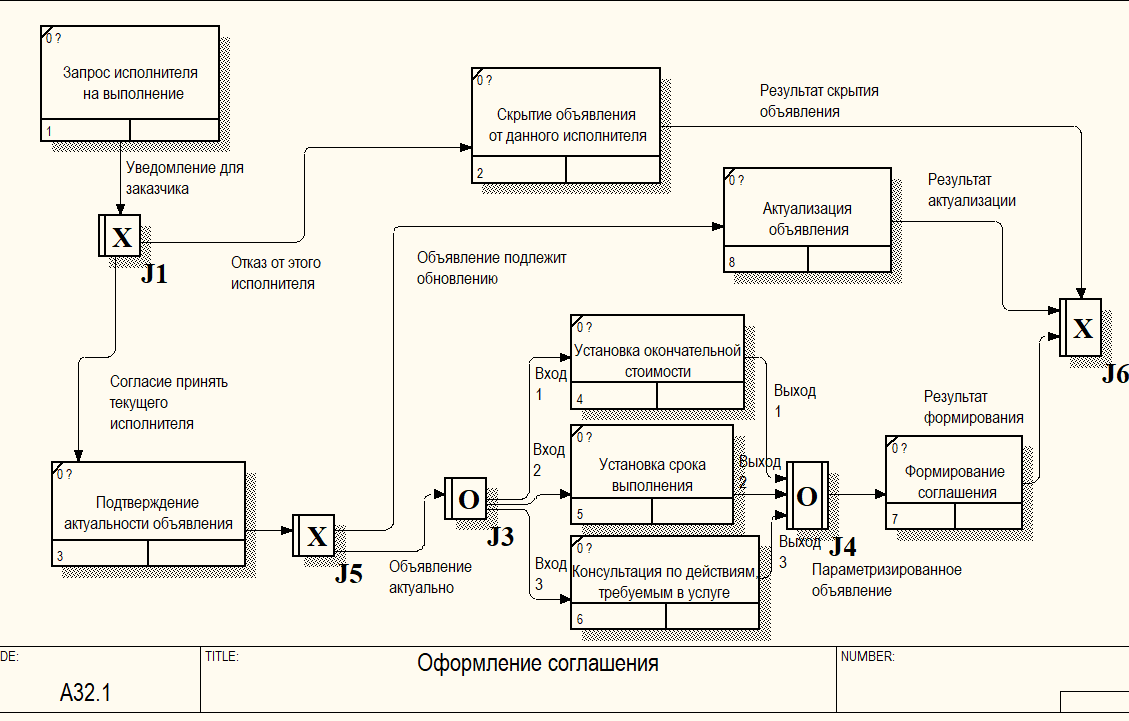 0 ?
Запрос исполнителя
на выполнение
1
Уведомление для
заказчика
X
J1
Отказ от этого
исполнителя
0 ?
Скрытие объявления
от данного исполнителя
2
Результат скрытия
объявления
0 ?
Актуализация
объявления
8
Результат
актуализации
Объявление подлежит
обновлению
X
J6
Согласие принять
текущего
исполнителя
0 ?
Подтверждение
актуальности объявления
3
X
J5
Объявление
актуально
O
J3
Вход
1
Вход
2
Вход
3
0 ?
Установка окончательной
стоимости
4
0 ?
Установка срока
выполнения
5
0 ?
Консультация по действиям,
требуемым в услуге
6
Выход
1
Выход
2
Выход
3
O
J4
Параметризированное
объявление
0 ?
Формирование
соглашения
7
Результат
формирования
DE:
A32.1
TITLE:
Оформление соглашения
NUMBER: